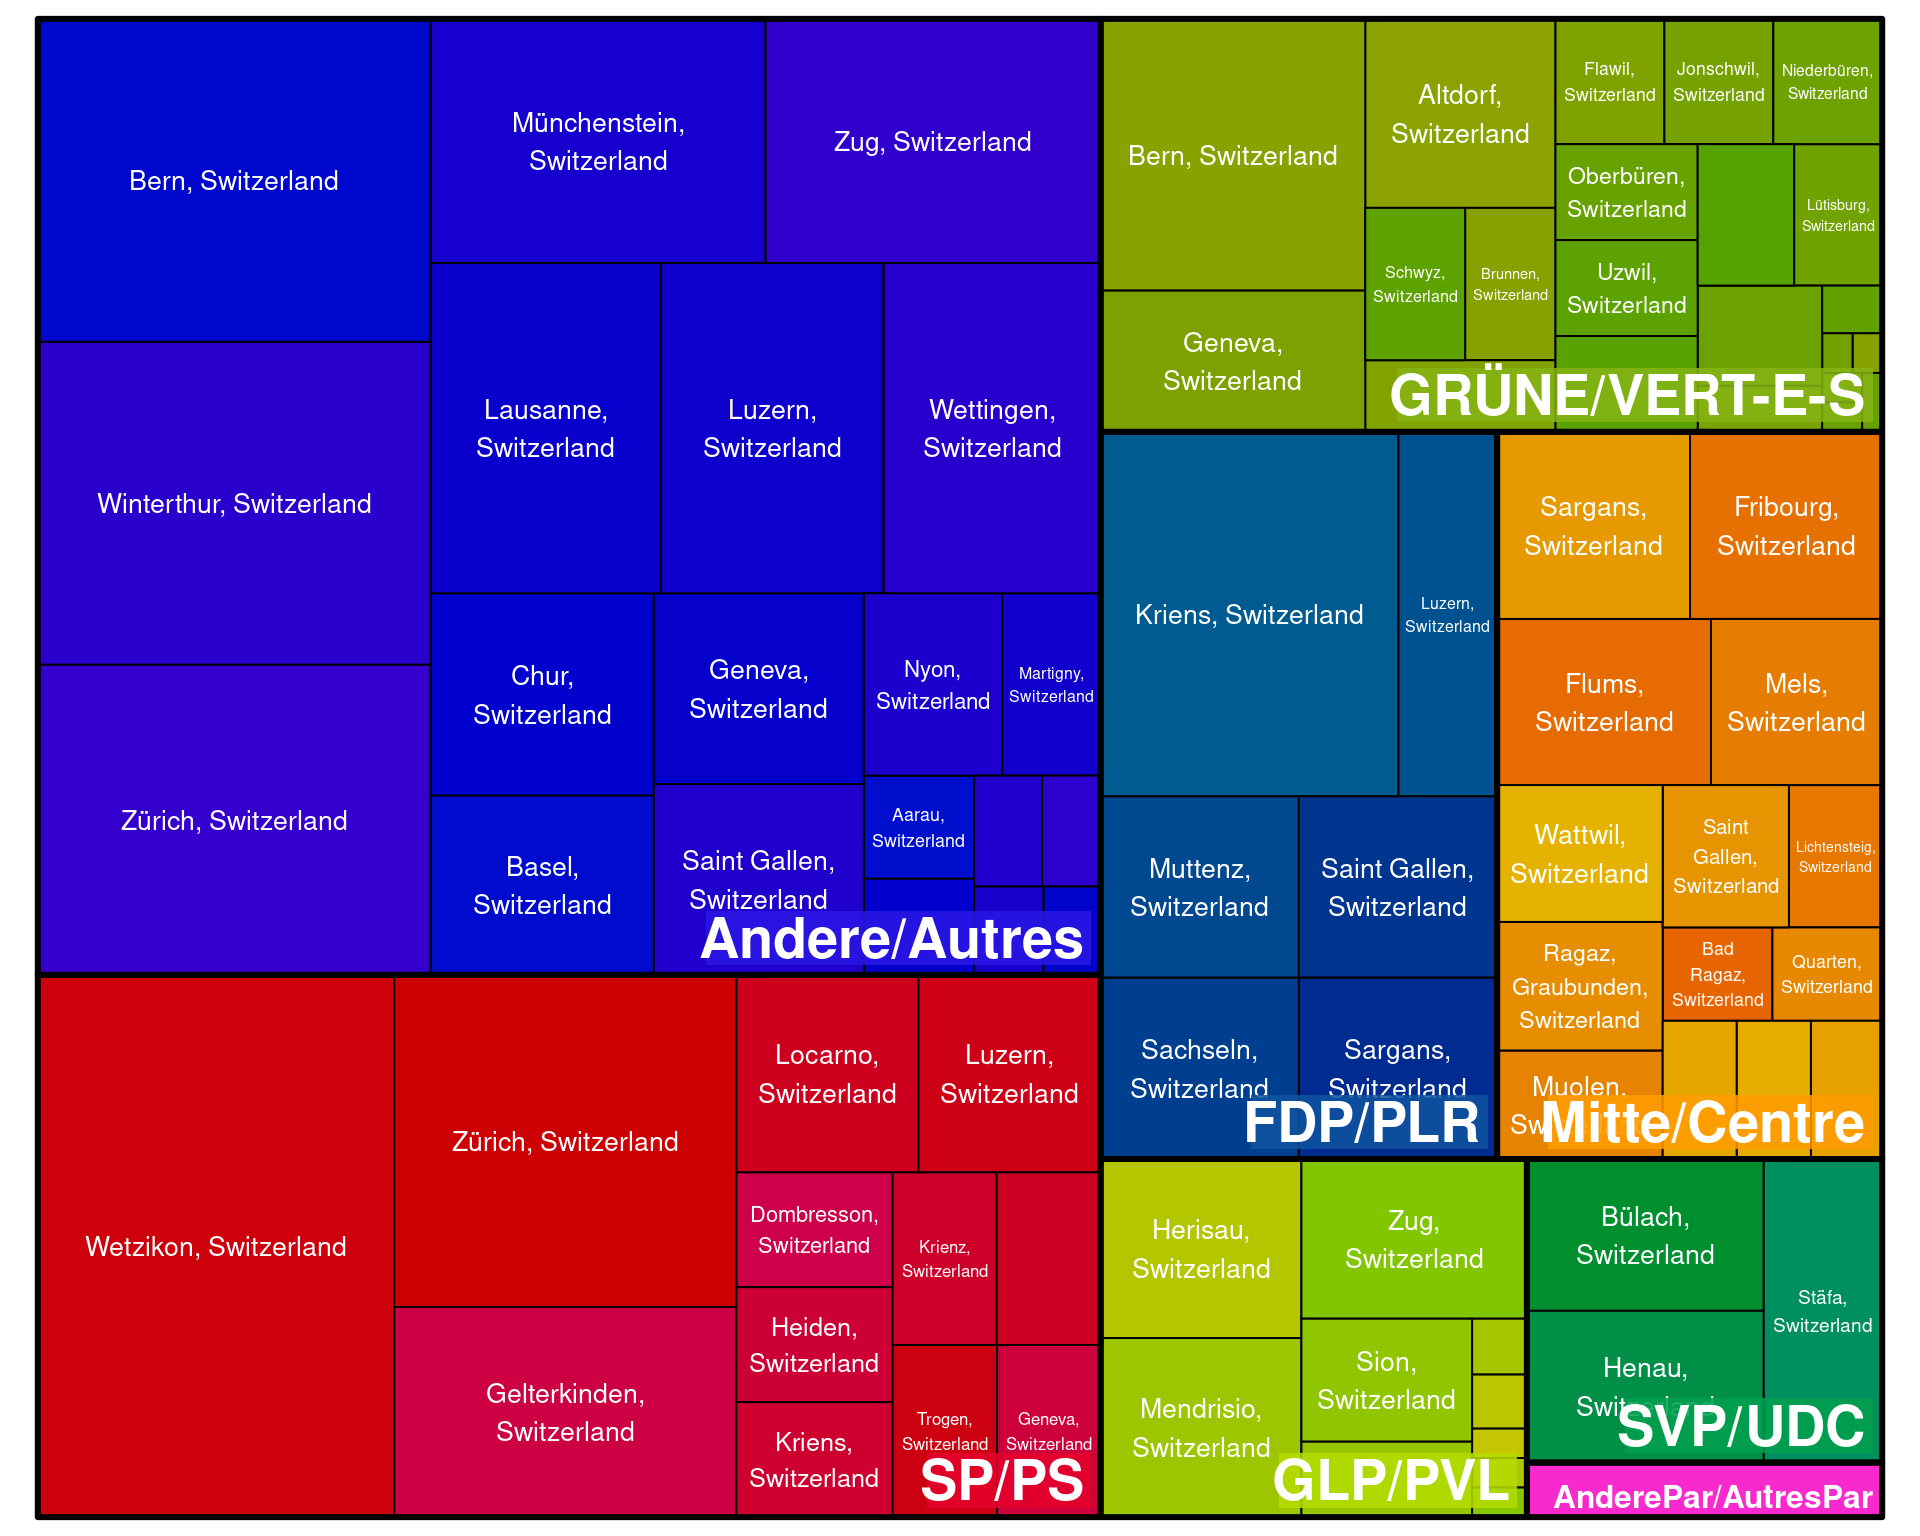 Bern, Switzerland
Münchenstein,
Switzerland
Zug, Switzerland
Winterthur, Switzerland
Lausanne,
Switzerland
Luzern,
Switzerland
Wettingen,
Switzerland
Zürich, Switzerland
Chur,
Switzerland
Geneva,
Switzerland
Nyon,
Switzerland
Martigny,
Switzerland
Basel,
Switzerland
Saint Gallen,
Switzerland
Aarau,
Switzerland
Andere/Autres
Bern, Switzerland
Altdorf,
Switzerland
Flawil,
Switzerland
Jonschwil,
Switzerland
Niederbüren,
Switzerland
Oberbüren,
Switzerland
Lütisburg,
Switzerland
Schwyz,
Switzerland
Brunnen,
Switzerland
Uzwil,
Switzerland
Geneva,
Switzerland
GRÜNE/VERT-E-S
Kriens, Switzerland
Luzern,
Switzerland
Muttenz,
Switzerland
Saint Gallen,
Switzerland
Sachseln,
Switzerland
Sargans,
Switzerland
FDP/PLR
Sargans,
Switzerland
Fribourg,
Switzerland
Flums,
Switzerland
Mels,
Switzerland
Wattwil,
Switzerland
Saint
Gallen,
Switzerland
Lichtensteig,
Switzerland
Ragaz,
Graubunden,
Switzerland
Bad
Ragaz,
Switzerland
Quarten,
Switzerland
Muolen,
Mitte/Centre
Wetzikon, Switzerland
Zürich, Switzerland
Locarno,
Switzerland
Luzern,
Switzerland
Gelterkinden,
Switzerland
Dombresson,
Switzerland
Krienz,
Switzerland
Heiden,
Switzerland
Kriens,
Switzerland
Trogen,
Switzerland
Geneva,
Switzerland
SP/PS
Herisau,
Switzerland
Zug,
Switzerland
Mendrisio,
Switzerland
Sion,
Switzerland
GLP/PVL
Bülach,
Switzerland
Stäfa,
Switzerland
Henau,
Switzerland
SVP/UDC
AnderePar/AutresPar